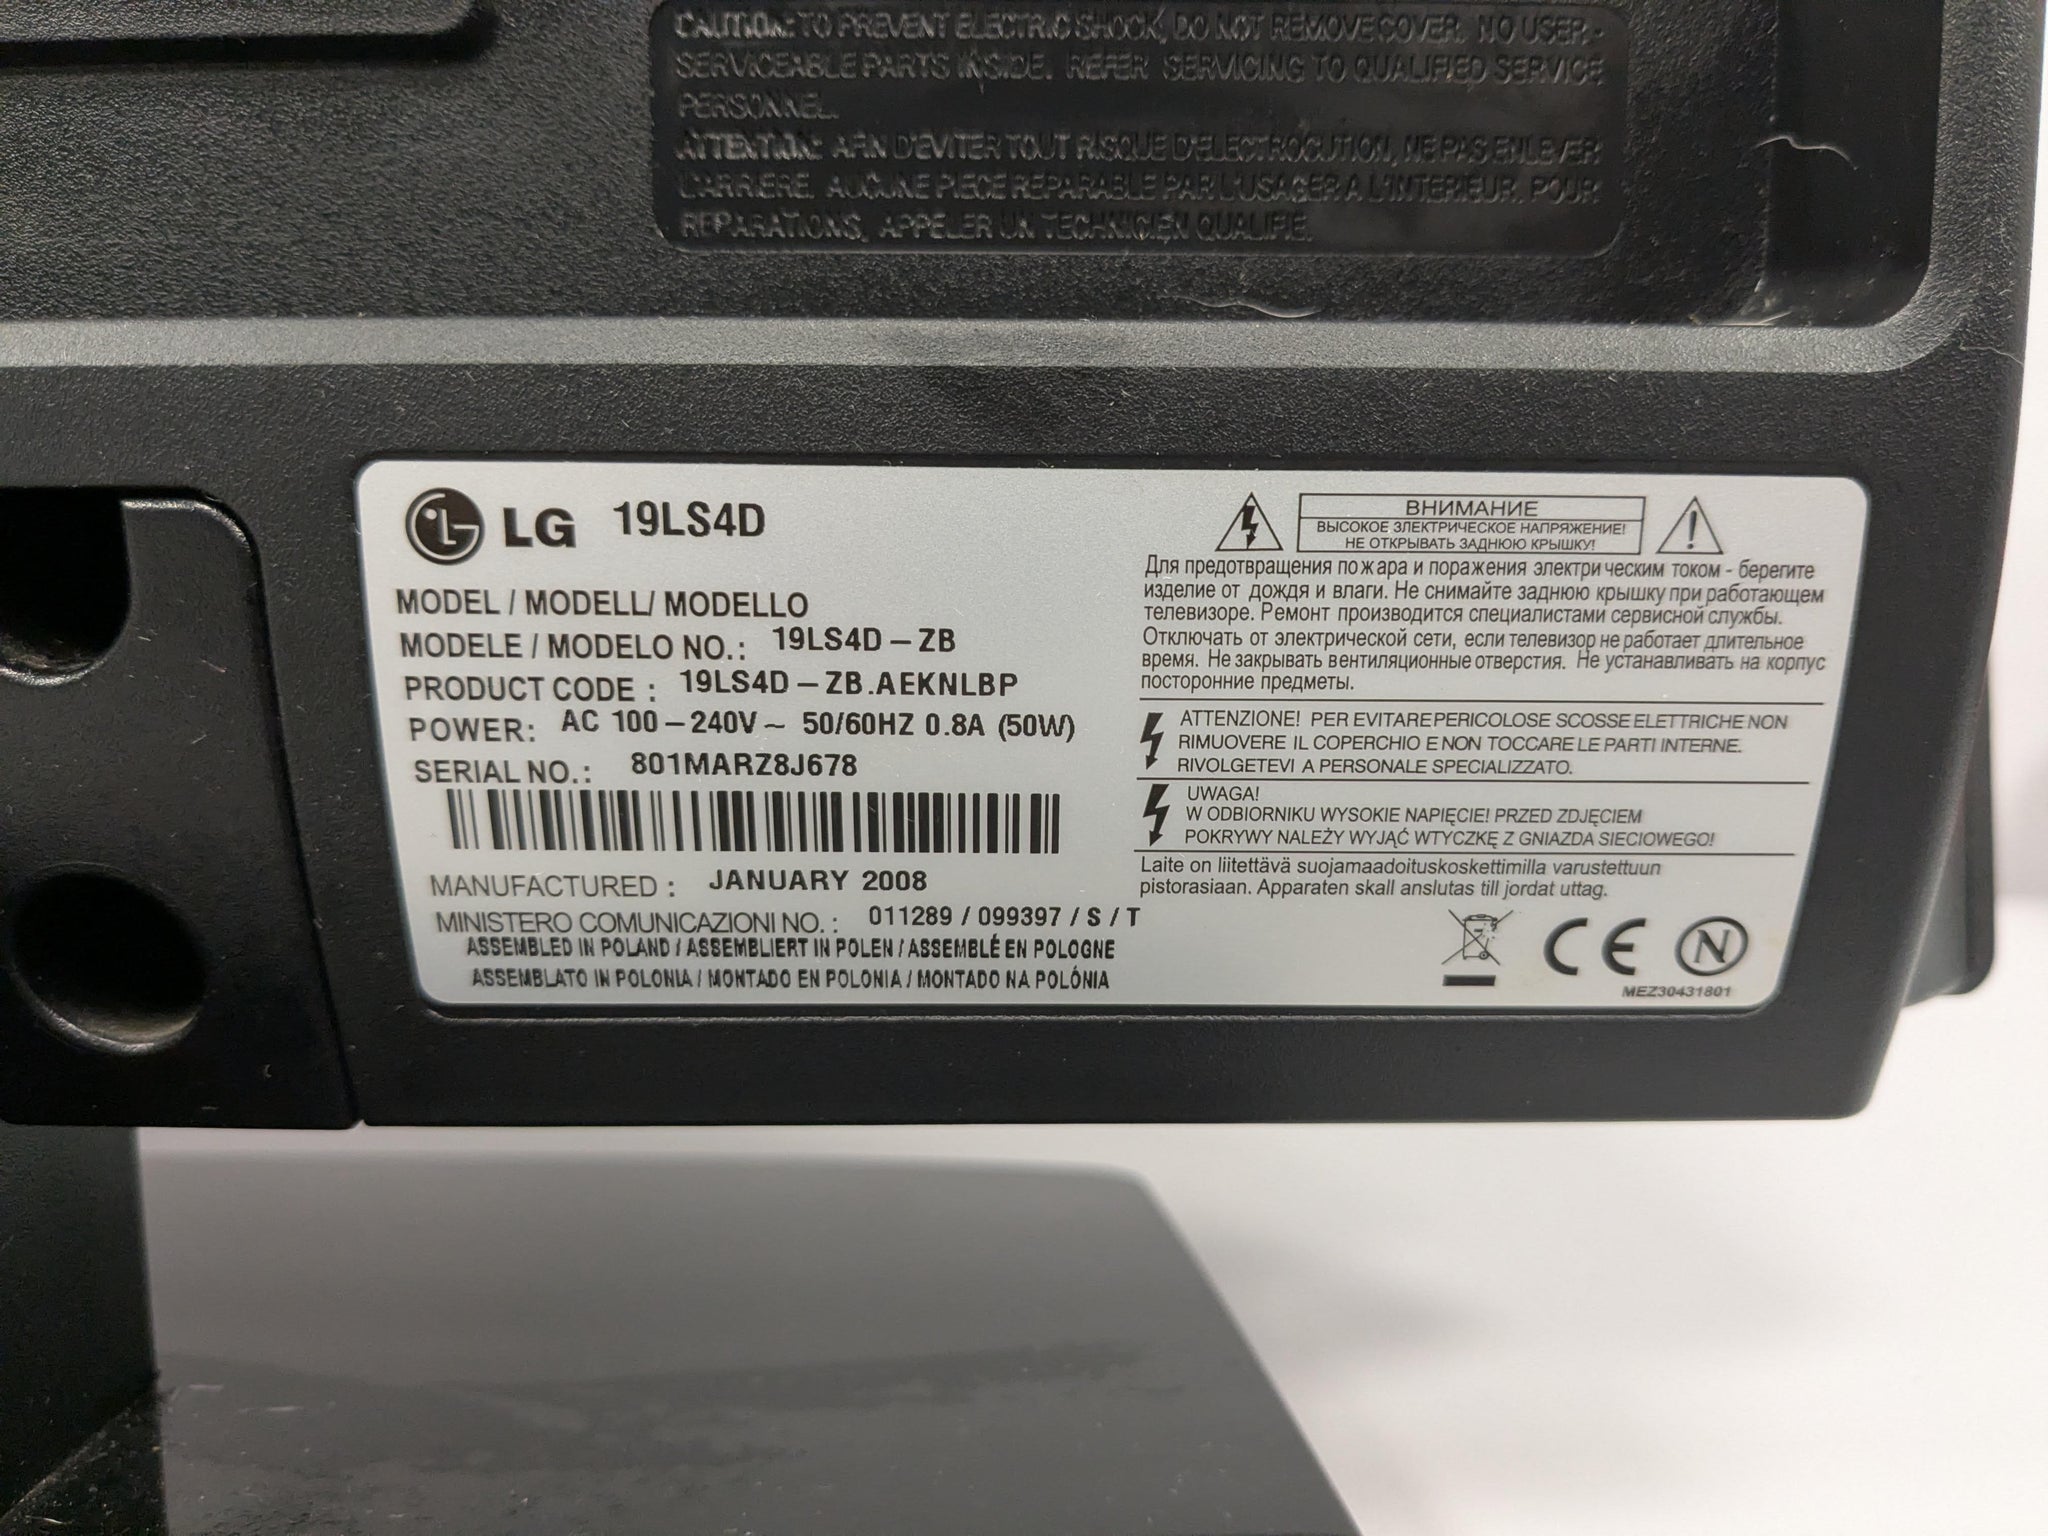 CAUTION: TO PREVENT ELECTRIC SHOCK, DO NOT REMOVE COVER. NO USER-
SERVICEABLE PARTS INSIDE. REFER SERVICING TO QUALIFIED SERVICE
PERSONNEL.
ATTENTION: AFIN D'EVITER TOUT RISQUE D'ELECTROCUTION, NE PAS ENLEVER
L'ARRIERE. AUCUNE PIECE REPARABLE PAR L'USAGER A L'INTERIEUR. POUR
REPARATIONS, APPELER UN TECHNICIEN QUALIFIE.
LG 19LS4D
MODEL / MODELL/ MODELLO
MODELE / MODELO NO.: 19LS4D-ZB
PRODUCT CODE : 19LS4D-ZB.AEKNLBP
POWER: AC 100-240V~ 50/60HZ 0.8A (50W)
SERIAL NO.: 801MARZ8J678
MANUFACTURED : JANUARY 2008
MINISTERO COMUNICAZIONI NO. : 011289 / 099397 / S / T
ASSEMBLED IN POLAND / ASSEMBLIERT IN POLEN / ASSEMBLÉ EN POLOGNE
ASSEMBLATO IN POLONIA / MONTADO EN POLONIA / MONTADO NA POLÓNIA
ВНИМАНИЕ
ВЫСОКОЕ ЭЛЕКТРИЧЕСКОЕ НАПРЯЖЕНИЕ!
НЕ ОТКРЫВАТЬ ЗАДНЮЮ КРЫШКУ!
Для предотвращения пожара и поражения электрическим током - берегите
изделие от дождя и влаги. Не снимайте заднюю крышку при работающем
телевизоре. Ремонт производится специалистами сервисной службы.
Отключать от электрической сети, если телевизор не работает длительное
время. Не закрывать вентиляционные отверстия. Не устанавливать на корпус
посторонние предметы.
ATTENZIONE! PER EVITARE PERICOLOSE SCOSSE ELETTRICHE NON
RIMUOVERE IL COPERCHIO E NON TOCCARE LE PARTI INTERNE.
RIVOLGETEVI A PERSONALE SPECIALIZZATO.
UWAGA!
W ODBIORNIKU WYSOKIE NAPIĘCIE! PRZED ZDJĘCIEM
POKRYWY NALEŻY WYJĄĆ WTYCZKĘ Z GNIAZDA SIECIOWEGO!
Laite on liitettävä suojamaadoituskoskettimilla varustettuun
pistorasiaan. Apparaten skall anslutas till jordat uttag.
CE N
MEZ30431801